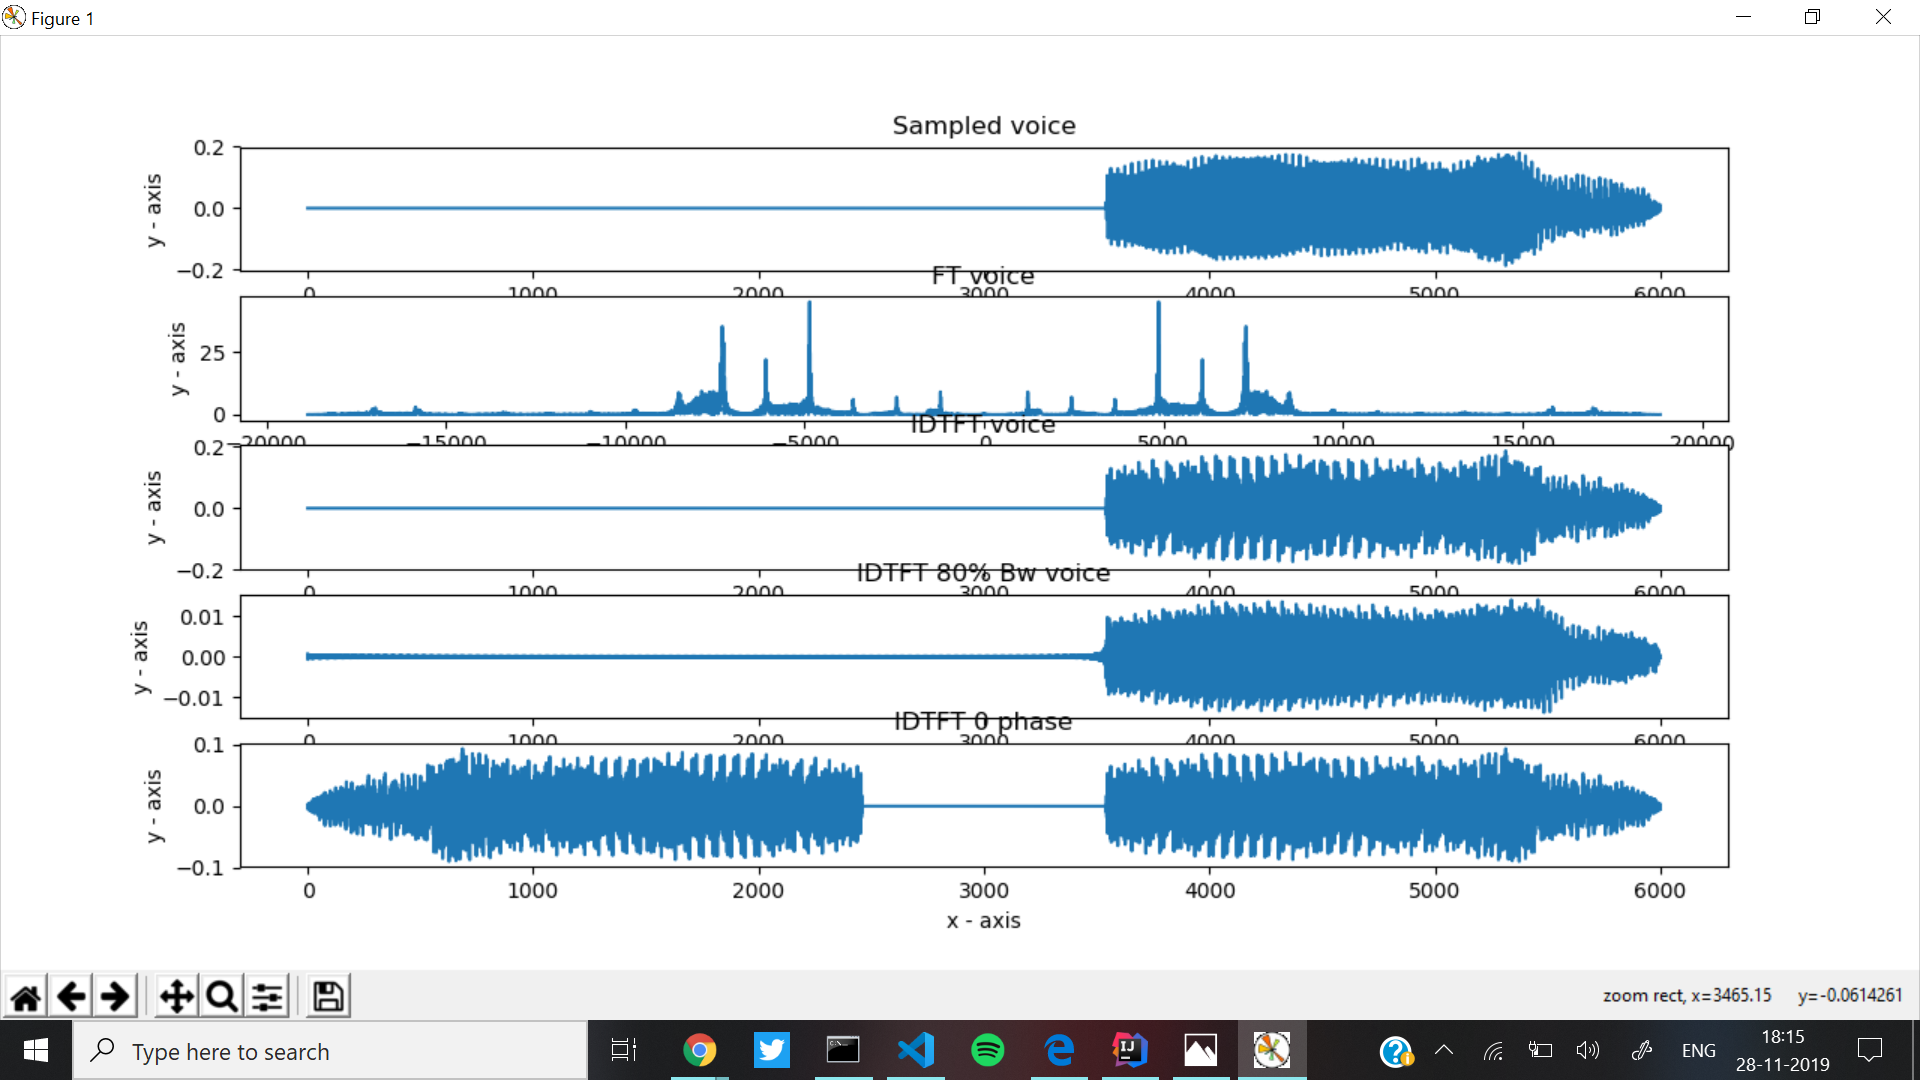 Figure 1
Sampled voice
y - axis
0.2
0.0
−0.2
0 1000 2000 3000 4000 5000 6000
FT voice
y - axis
25
0
−20000 −15000 −10000 −5000 0 5000 10000 15000 20000
IDTFT voice
y - axis
0.2
0.0
−0.2
0 1000 2000 3000 4000 5000 6000
IDTFT 80% Bw voice
y - axis
0.01
0.00
−0.01
0 1000 2000 3000 4000 5000 6000
IDTFT 0 phase
y - axis
0.1
0.0
−0.1
0 1000 2000 3000 4000 5000 6000
x - axis
zoom rect, x=3465.15 y=-0.0614261
Type here to search
C:\_
IJ
ENG
18:15
28-11-2019